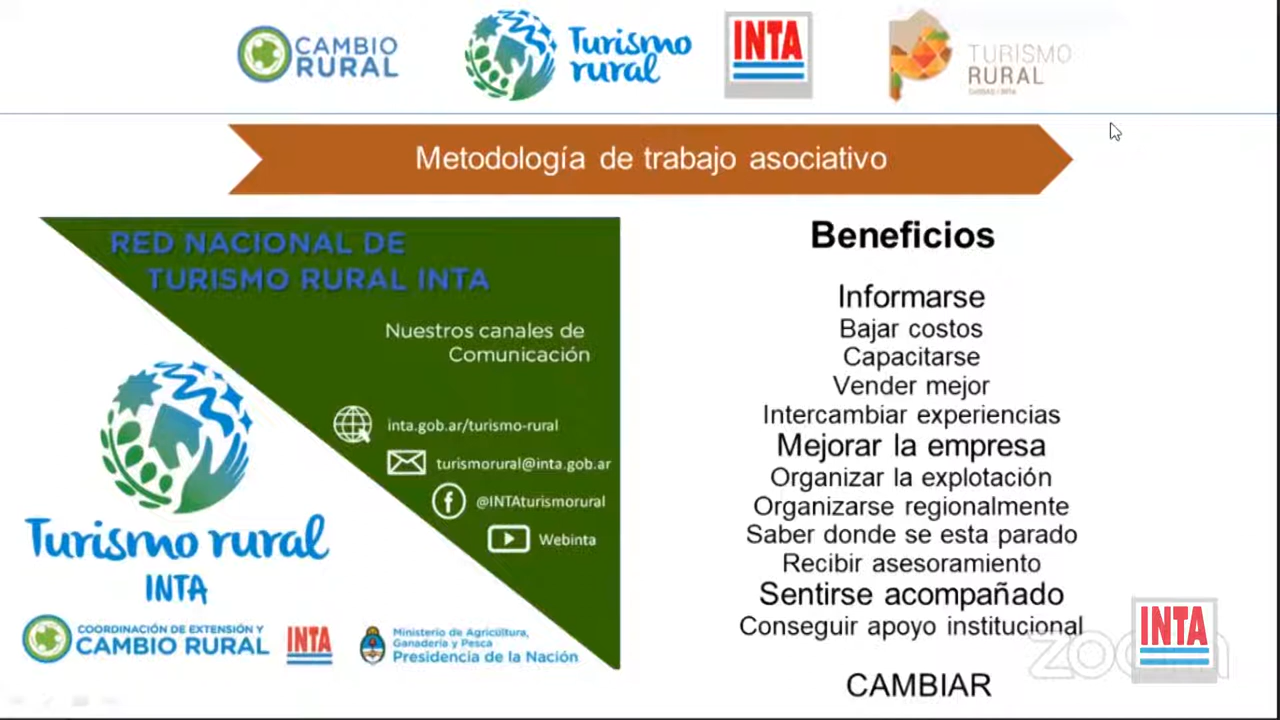 CAMBIO
RURAL
Turismo
rural
INTA
TURISMO
RURAL
Metodología de trabajo asociativo
RED NACIONAL DE
TURISMO RURAL INTA
Nuestros canales de
Comunicación
inta.gob.ar/turismo-rural
turismorural@inta.gob.ar
@INTAturismorural
Webinta
Turismo rural
INTA
COORDINACIÓN DE EXTENSIÓN Y
CAMBIO RURAL
INTA
Ministerio de Agricultura,
Ganadería y Pesca
Presidencia de la Nación
Beneficios
Informarse
Bajar costos
Capacitarse
Vender mejor
Intercambiar experiencias
Mejorar la empresa
Organizar la explotación
Organizarse regionalmente
Saber donde se esta parado
Recibir asesoramiento
Sentirse acompañado
Conseguir apoyo institucional
CAMBIAR
zoom
INTA